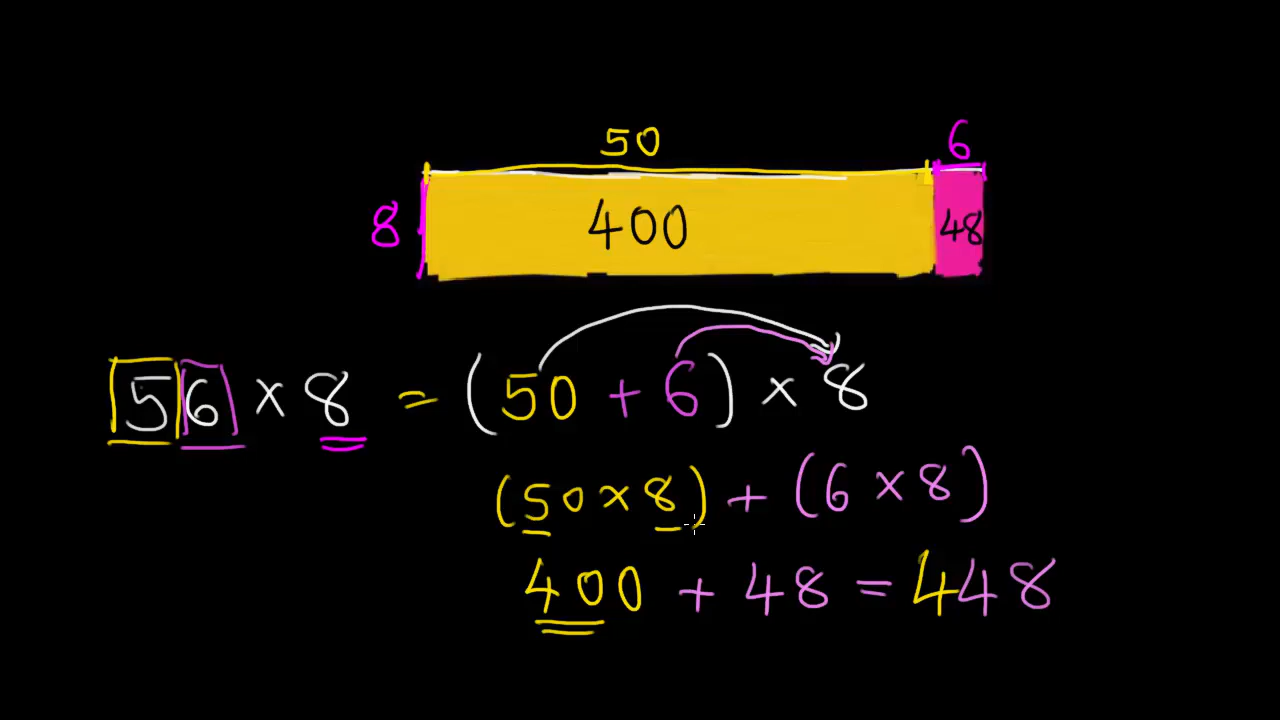 50 6
8 400 48
56 × 8 = (50 + 6) × 8
(50 × 8) + (6 × 8)
400 + 48 = 448